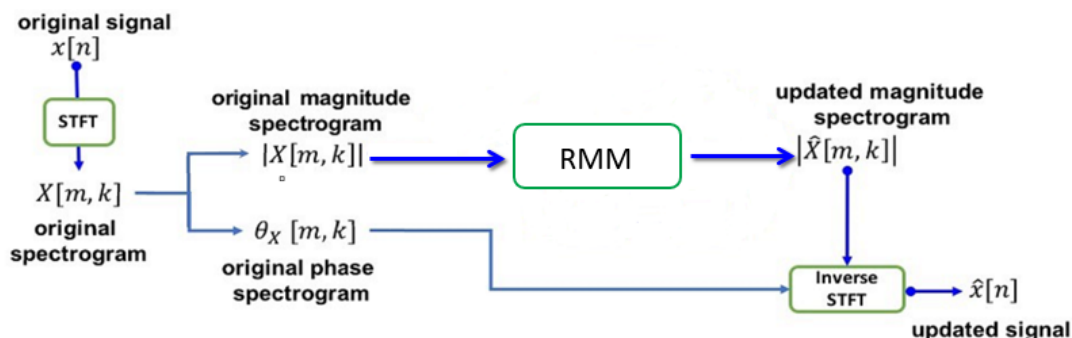 original signal
x[n]
STFT
X[m, k]
original
spectrogram
original magnitude
spectrogram
|X[m, k]|
θ_X [m, k]
original phase
spectrogram
RMM
updated magnitude
spectrogram
|X̂[m, k]|
Inverse
STFT
x̂[n]
updated signal